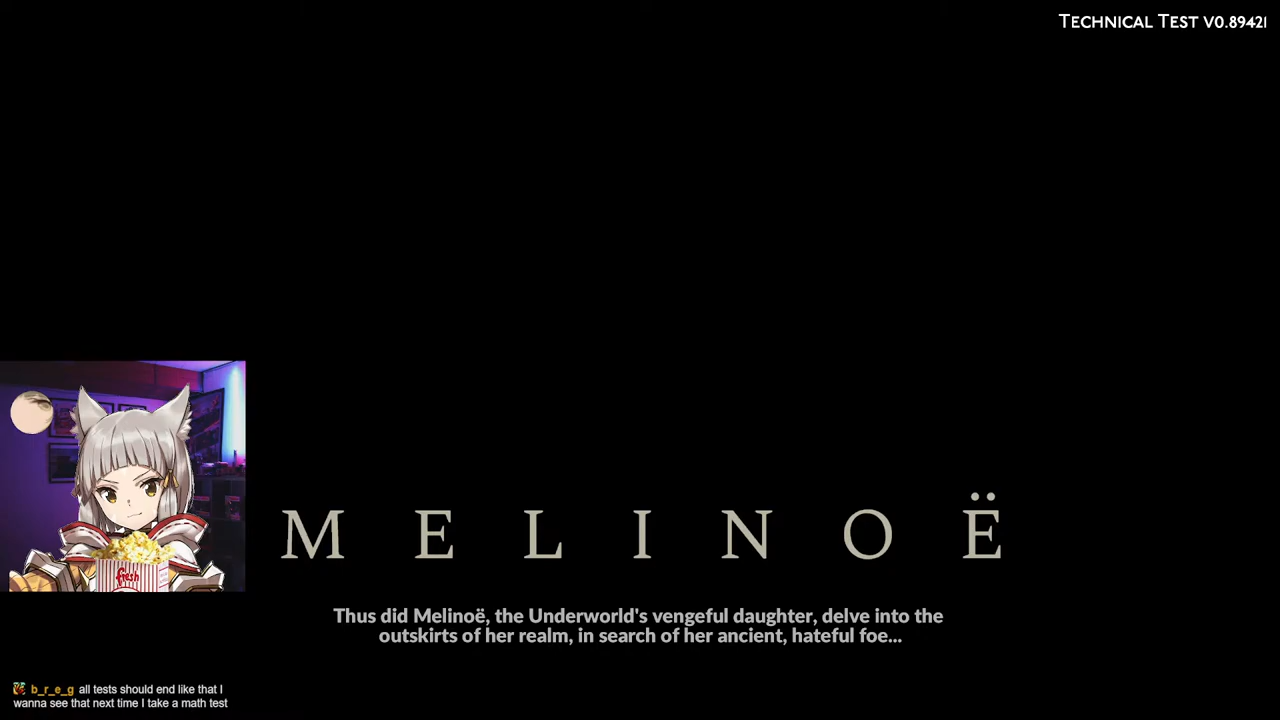 TECHNICAL TEST V0.89421
fresh
M E L I N O Ë
Thus did Melinoë, the Underworld's vengeful daughter, delve into the
outskirts of her realm, in search of her ancient, hateful foe...
b_r_e_g all tests should end like that I
wanna see that next time I take a math test